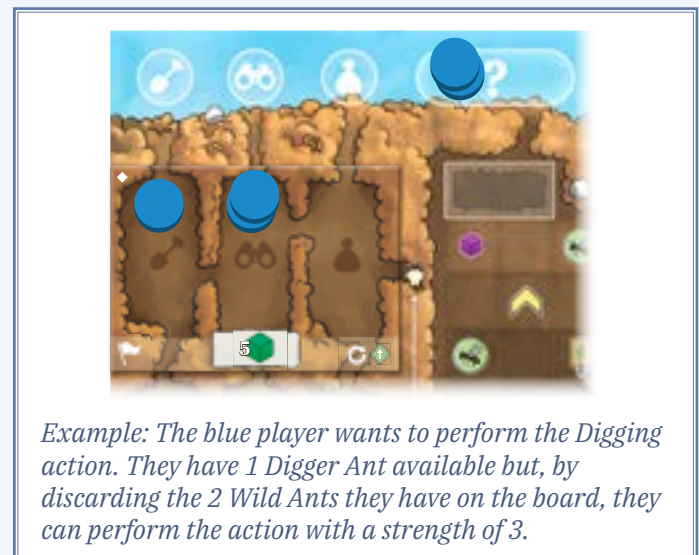 ?
5
Example: The blue player wants to perform the Digging
action. They have 1 Digger Ant available but, by
discarding the 2 Wild Ants they have on the board, they
can perform the action with a strength of 3.